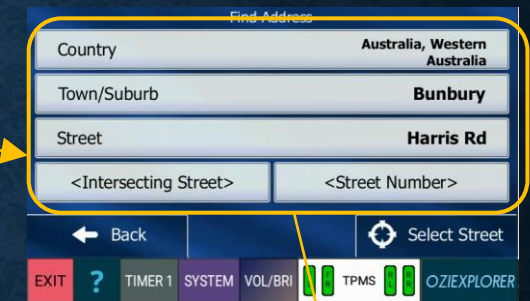 Find Address
Country Australia, Western
Australia
Town/Suburb Bunbury
Street Harris Rd
<Intersecting Street> <Street Number>
Back Select Street
EXIT ? TIMER 1 SYSTEM VOL/BRI TPMS OZIEXPLORER